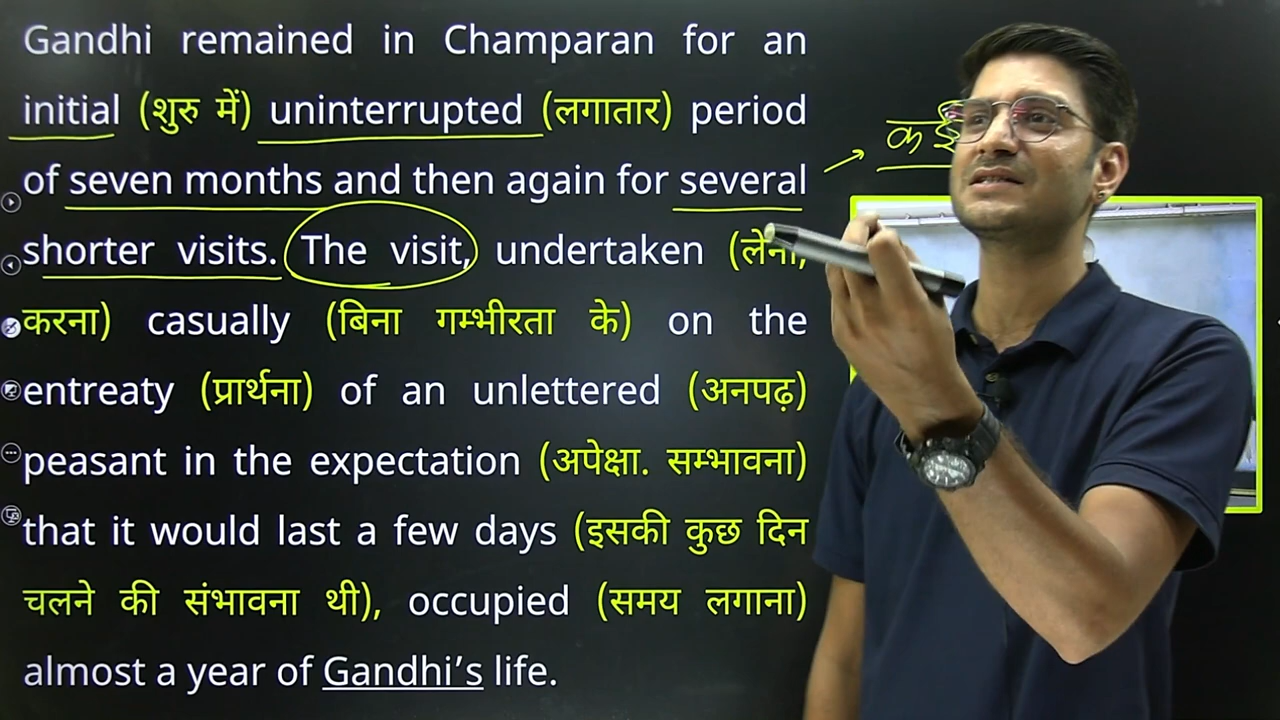 Gandhi remained in Champaran for an
initial (शुरु में) uninterrupted (लगातार) period
of seven months and then again for several
shorter visits. The visit, undertaken (लेना,
करना) casually (बिना गम्भीरता के) on the
entreaty (प्रार्थना) of an unlettered (अनपढ़)
peasant in the expectation (अपेक्षा. सम्भावना)
that it would last a few days (इसकी कुछ दिन
चलने की संभावना थी), occupied (समय लगाना)
almost a year of Gandhi’s life.